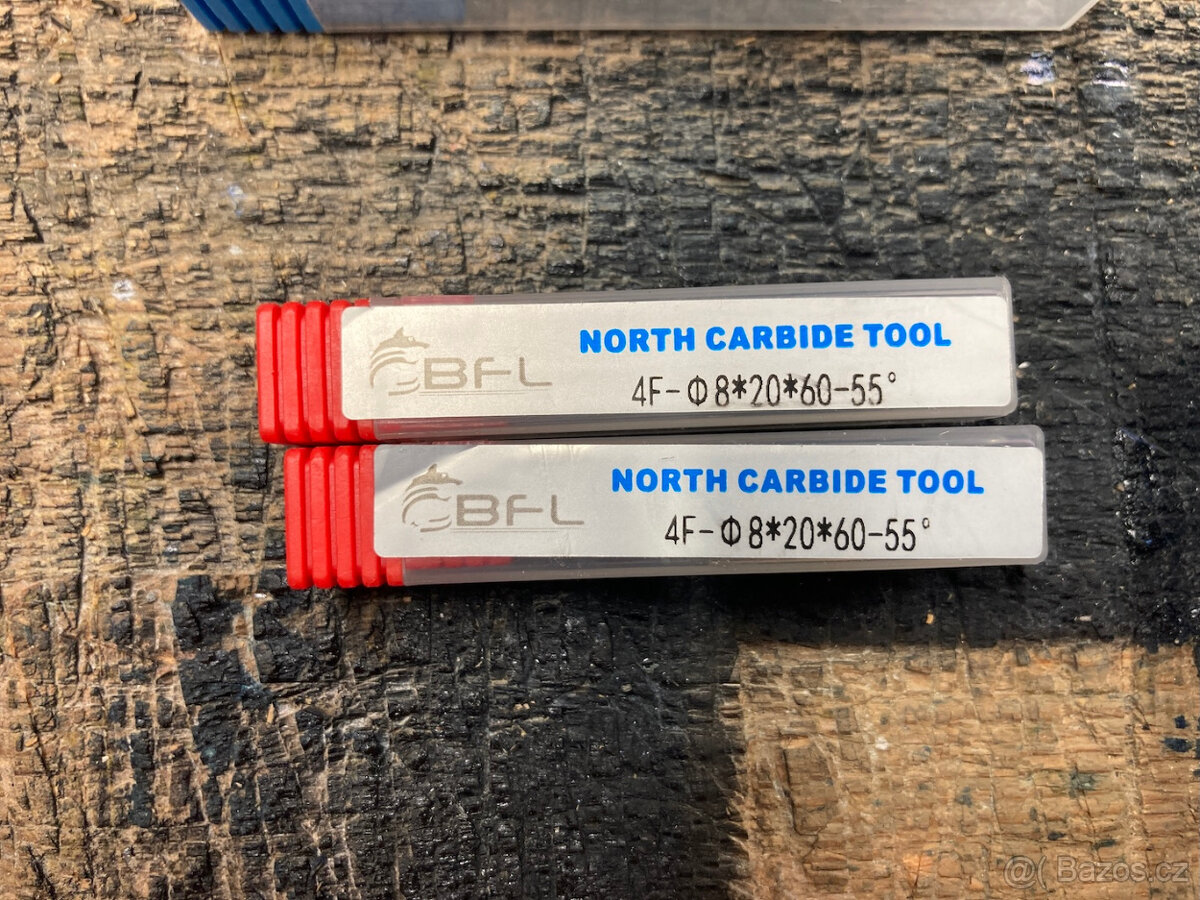 BFL
NORTH CARBIDE TOOL
4F-Φ8*20*60-55°
BFL
NORTH CARBIDE TOOL
4F-Φ8*20*60-55°
@( Bazos.cz